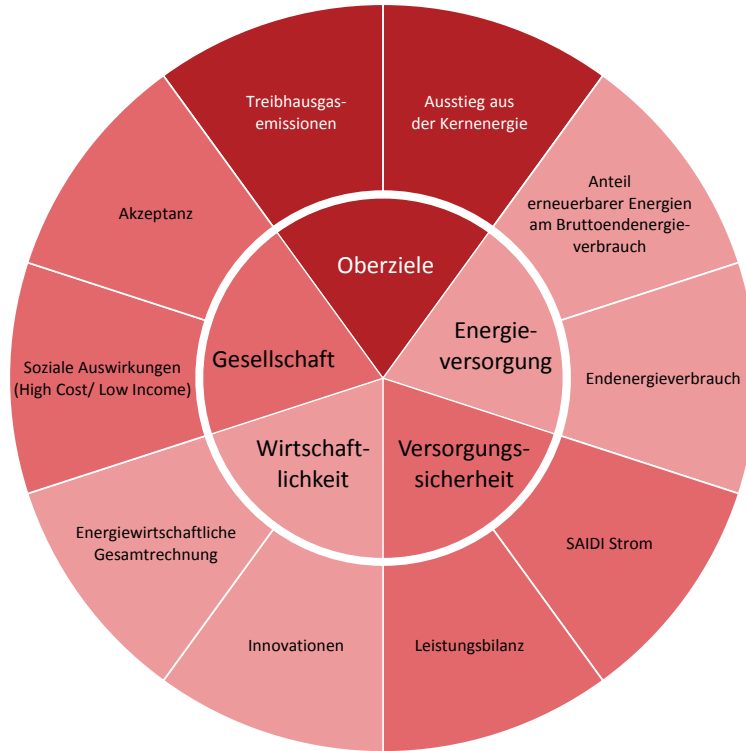 Treibhausgas-
emissionen
Ausstieg aus
der Kernenergie
Anteil
erneuerbarer Energien
am Bruttoendenergie-
verbrauch
Endenergieverbrauch
SAIDI Strom
Leistungsbilanz
Innovationen
Energiewirtschaftliche
Gesamtrechnung
Soziale Auswirkungen
(High Cost/ Low Income)
Akzeptanz
Oberziele
Energie-
versorgung
Versorgungs-
sicherheit
Wirtschaft-
lichkeit
Gesellschaft